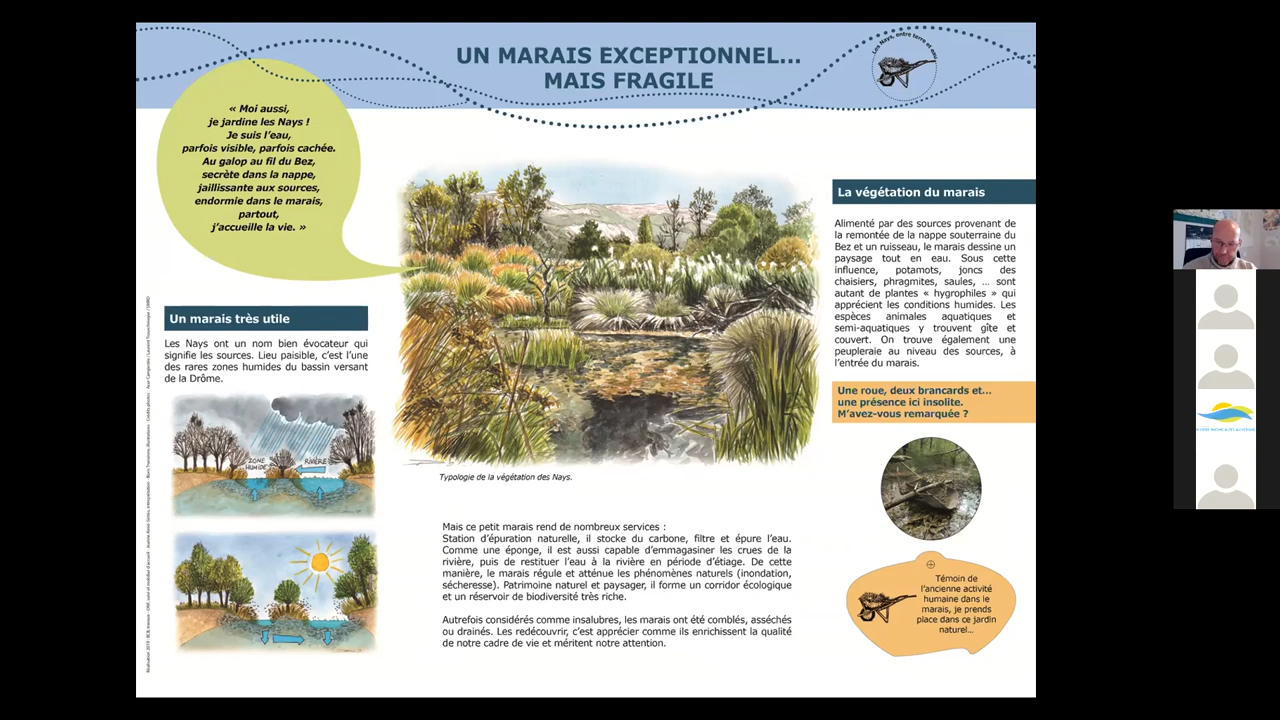 UN MARAIS EXCEPTIONNEL...
MAIS FRAGILE
Les Nays, entre terre et eau
« Moi aussi,
je jardine les Nays !
Je suis l’eau,
parfois visible, parfois cachée.
Au galop au fil du Bez,
secrète dans la nappe,
jaillissante aux sources,
endormie dans le marais,
partout,
j’accueille la vie. »
Un marais très utile
Les Nays ont un nom bien évocateur qui
signifie les sources. Lieu paisible, c’est l’une
des rares zones humides du bassin versant
de la Drôme.
ZONE
HUMIDE
RIVIÈRE
Typologie de la végétation des Nays.
Mais ce petit marais rend de nombreux services :
Station d’épuration naturelle, il stocke du carbone, filtre et épure l’eau.
Comme une éponge, il est aussi capable d’emmagasiner les crues de la
rivière, puis de restituer l’eau à la rivière en période d’étiage. De cette
manière, le marais régule et atténue les phénomènes naturels (inondation,
sécheresse). Patrimoine naturel et paysager, il forme un corridor écologique
et un réservoir de biodiversité très riche.
Autrefois considérés comme insalubres, les marais ont été comblés, asséchés
ou drainés. Les redécouvrir, c’est apprécier comme ils enrichissent la qualité
de notre cadre de vie et méritent notre attention.
La végétation du marais
Alimenté par des sources provenant de
la remontée de la nappe souterraine du
Bez et un ruisseau, le marais dessine un
paysage tout en eau. Sous cette
influence, potamots, joncs des
chaisiers, phragmites, saules, ... sont
autant de plantes « hygrophiles » qui
apprécient les conditions humides. Les
espèces animales aquatiques et
semi-aquatiques y trouvent gîte et
couvert. On trouve également une
peupleraie au niveau des sources, à
l’entrée du marais.
Une roue, deux brancards et...
une présence ici insolite.
M’avez-vous remarquée ?
Témoin de
l’ancienne activité
humaine dans le
marais, je prends
place dans ce jardin
naturel...